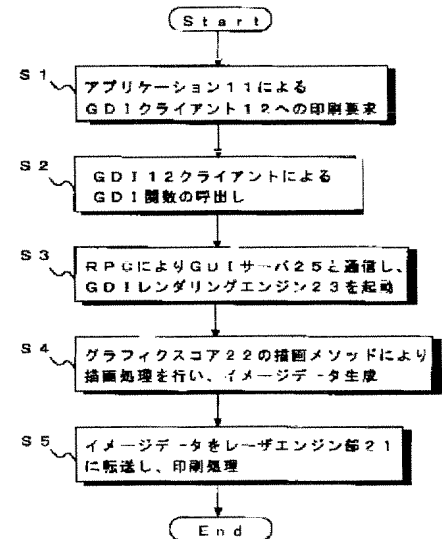 Start
S1
アプリケーション11による
GDIクライアント12への印刷要求
S2
GDI12クライアントによる
GDI関数の呼出し
S3
RPCによりGDIサーバ25と通信し、
GDIレンダリングエンジン23を起動
S4
グラフィクスコア22の描画メソッドにより
描画処理を行い、イメージデータ生成
S5
イメージデータをレーザエンジン部21
に転送し、印刷処理
End